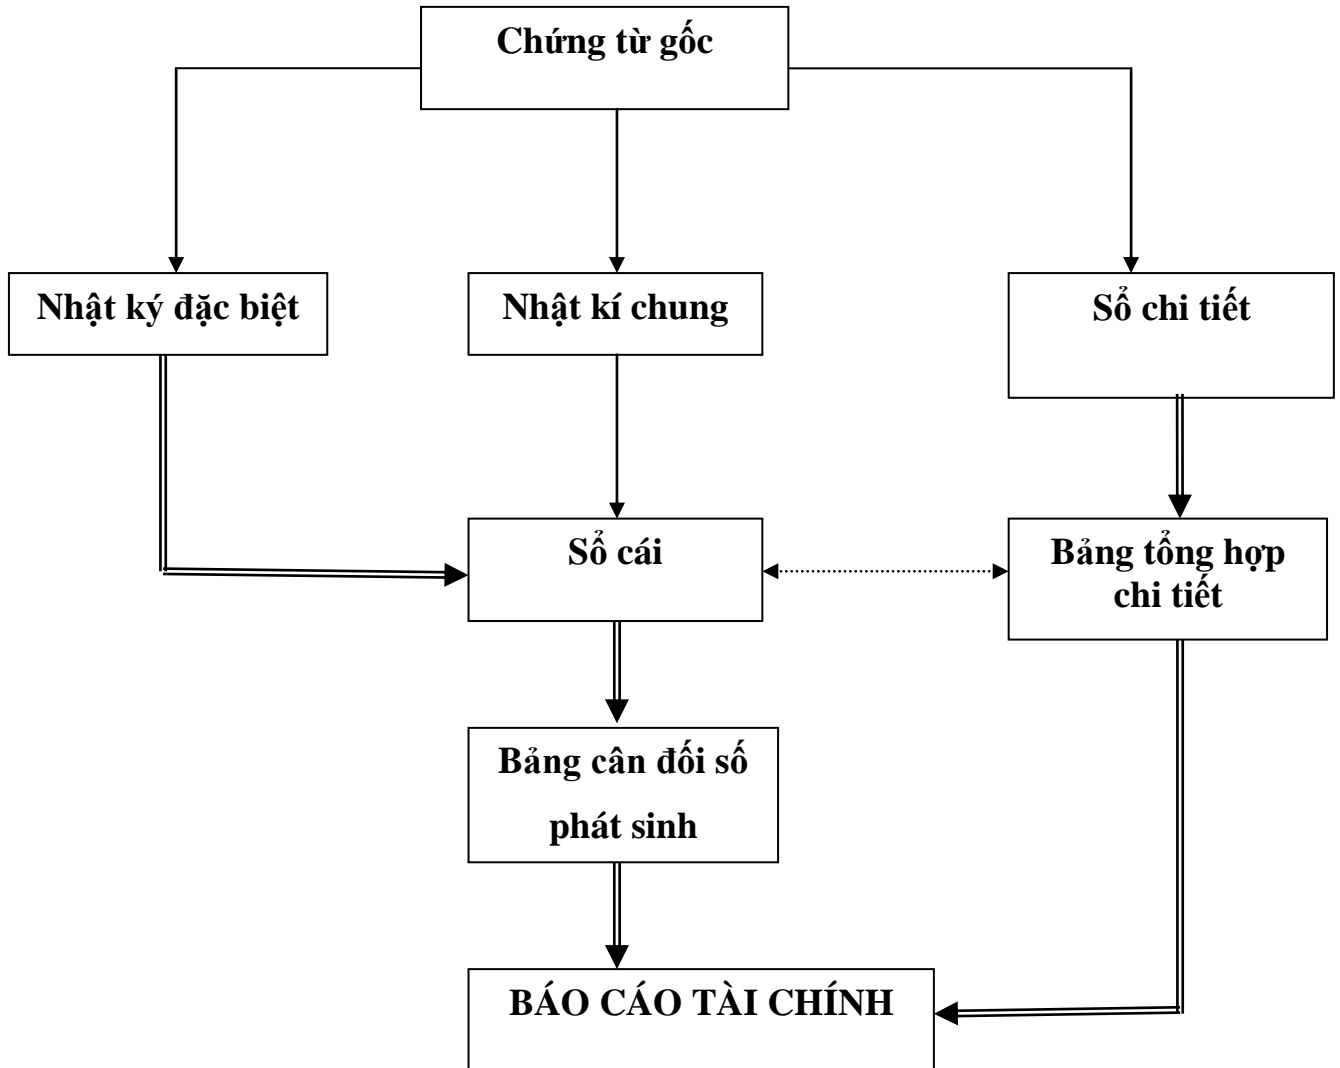 Chứng từ gốc
Nhật ký đặc biệt
Nhật kí chung
Sổ chi tiết
Sổ cái
Bảng tổng hợp
chi tiết
Bảng cân đối số
phát sinh
BÁO CÁO TÀI CHÍNH